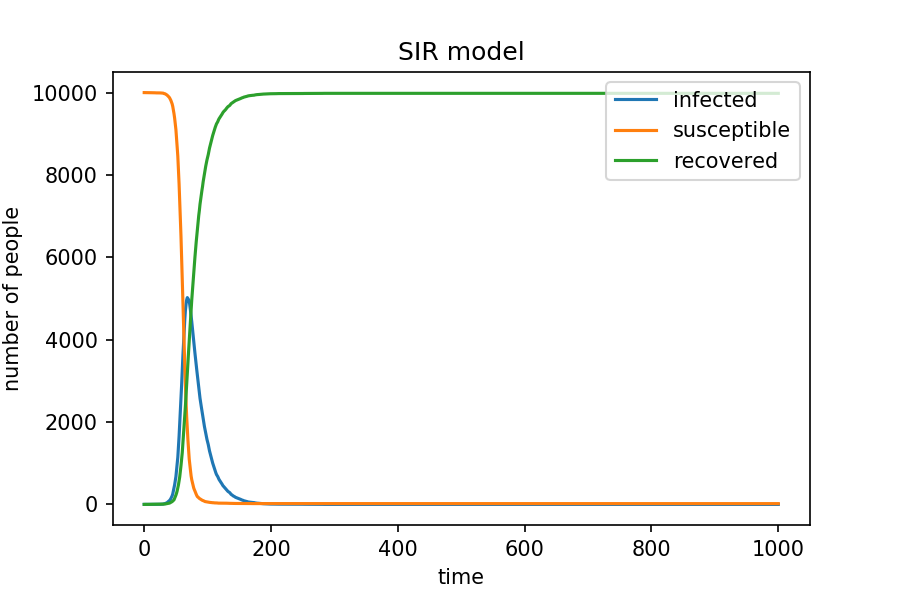 SIR model
infected
susceptible
recovered
10000
8000
6000
4000
2000
0
number of people
0 200 400 600 800 1000
time